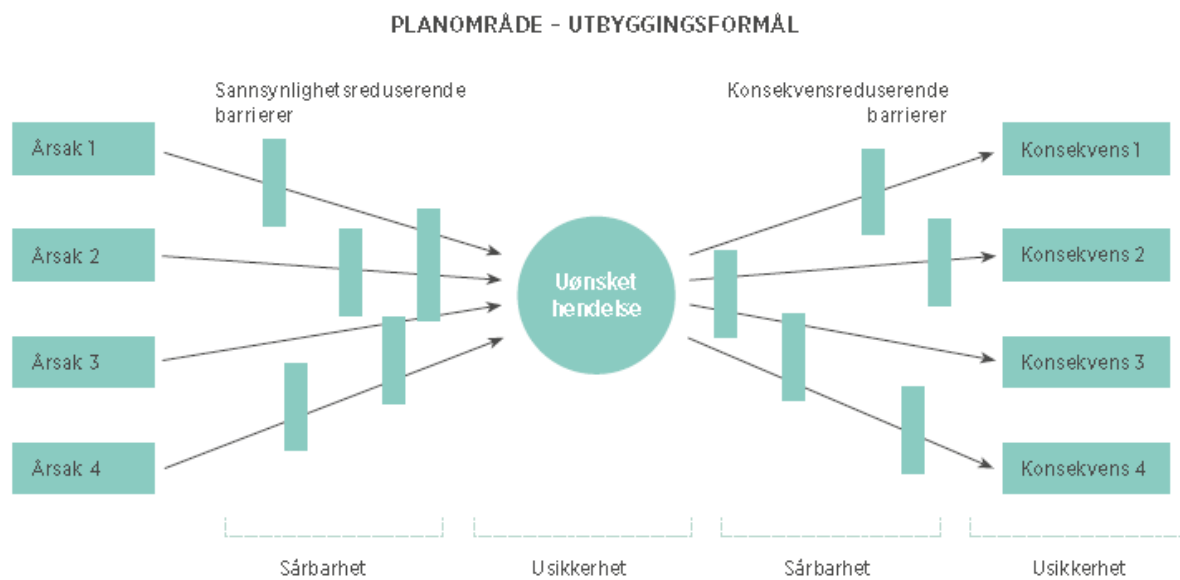 PLANOMRÅDE – UTBYGGINGSFORMÅL
Sannsynlighetsreduserende
barrierer
Konsekvensreduserende
barrierer
Årsak 1
Årsak 2
Årsak 3
Årsak 4
Uønsket
hendelse
Konsekvens 1
Konsekvens 2
Konsekvens 3
Konsekvens 4
Sårbarhet
Usikkerhet
Sårbarhet
Usikkerhet